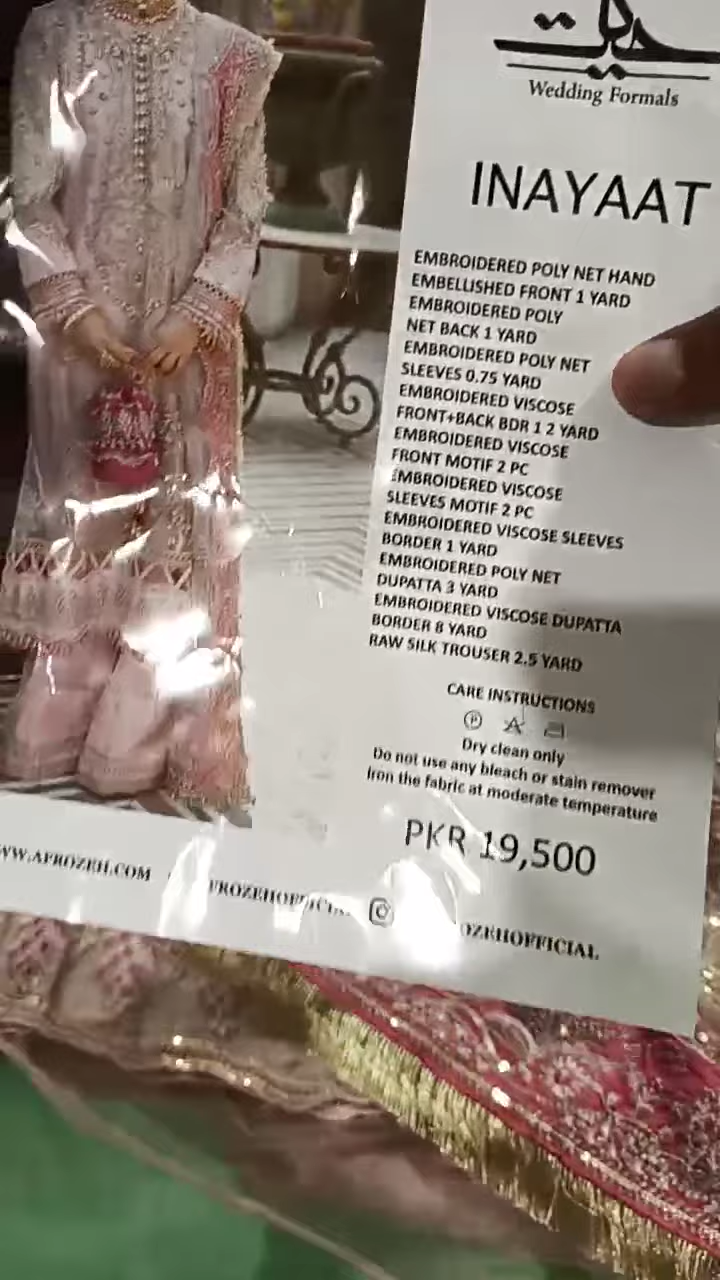 Wedding Formals
INAYAAT
EMBROIDERED POLY NET HAND
EMBELLISHED FRONT 1 YARD
EMBROIDERED POLY
NET BACK 1 YARD
EMBROIDERED POLY NET
SLEEVES 0.75 YARD
EMBROIDERED VISCOSE
FRONT+BACK BDR 1 2 YARD
EMBROIDERED VISCOSE
FRONT MOTIF 2 PC
EMBROIDERED VISCOSE
SLEEVES MOTIF 2 PC
EMBROIDERED VISCOSE SLEEVES
BORDER 1 YARD
EMBROIDERED POLY NET
DUPATTA 3 YARD
EMBROIDERED VISCOSE DUPATTA
BORDER 8 YARD
RAW SILK TROUSER 2.5 YARD
CARE INSTRUCTIONS
Dry clean only
Do not use any bleach or stain remover
Iron the fabric at moderate temperature
PKR 19,500
WW.AFROZEH.COM